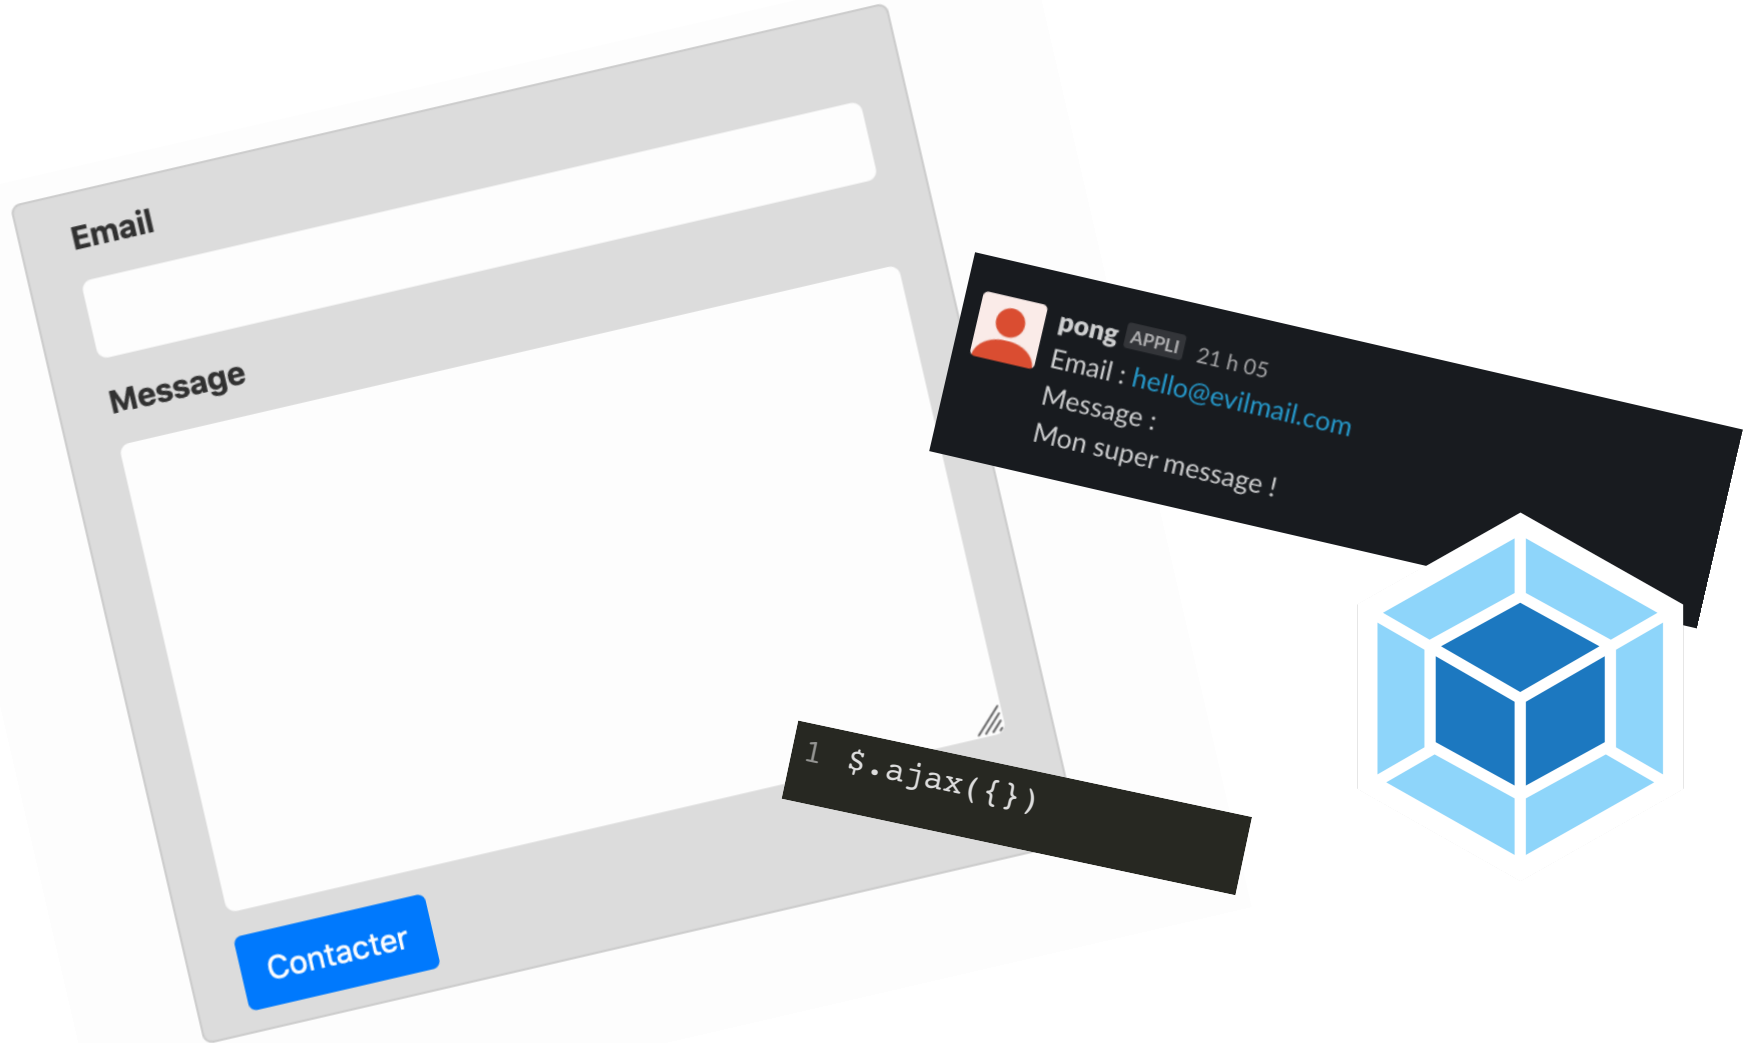 Email
Message
Contacter
pong APPLI 21 h 05
Email : hello@evilmail.com
Message :
Mon super message !
1 $.ajax({})